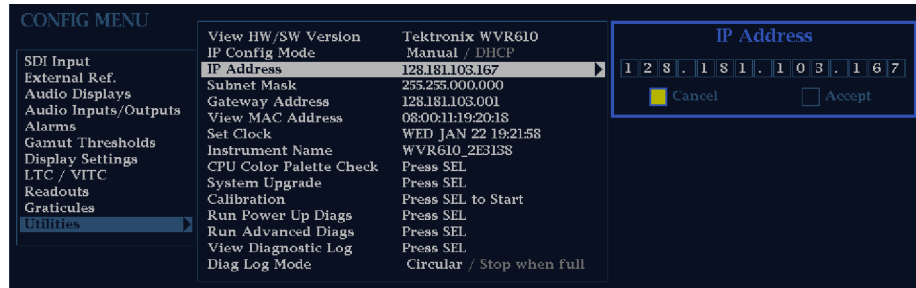 CONFIG MENU
SDI Input
External Ref.
Audio Displays
Audio Inputs/Outputs
Alarms
Gamut Thresholds
Display Settings
LTC / VITC
Readouts
Graticules
Utilities
View HW/SW Version Tektronix WVR610
IP Config Mode Manual / DHCP
IP Address 128.181.103.167
Subnet Mask 255.255.000.000
Gateway Address 128.181.103.001
View MAC Address 08:00:11:19:20:18
Set Clock WED JAN 22 19:21:58
Instrument Name WVR610_2E3138
CPU Color Palette Check Press SEL
System Upgrade Press SEL
Calibration Press SEL to Start
Run Power Up Diags Press SEL
Run Advanced Diags Press SEL
View Diagnostic Log Press SEL
Diag Log Mode Circular / Stop when full
IP Address
128.181.103.167
Cancel Accept